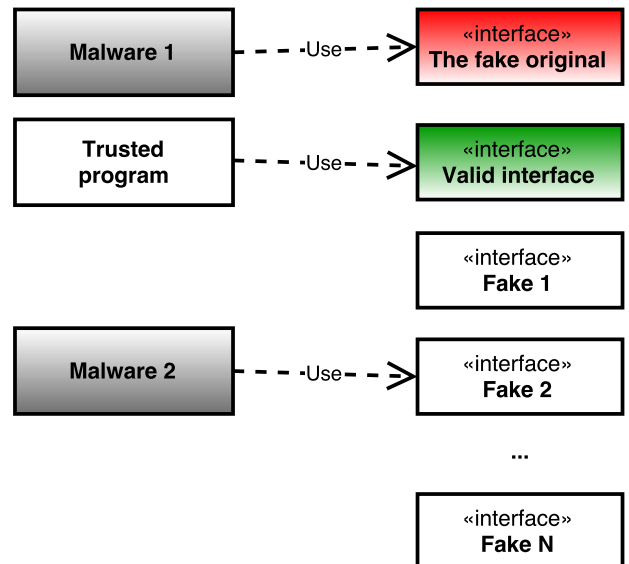 Malware 1
Use
«interface»
The fake original
Trusted
program
Use
«interface»
Valid interface
«interface»
Fake 1
Malware 2
Use
«interface»
Fake 2
...
«interface»
Fake N